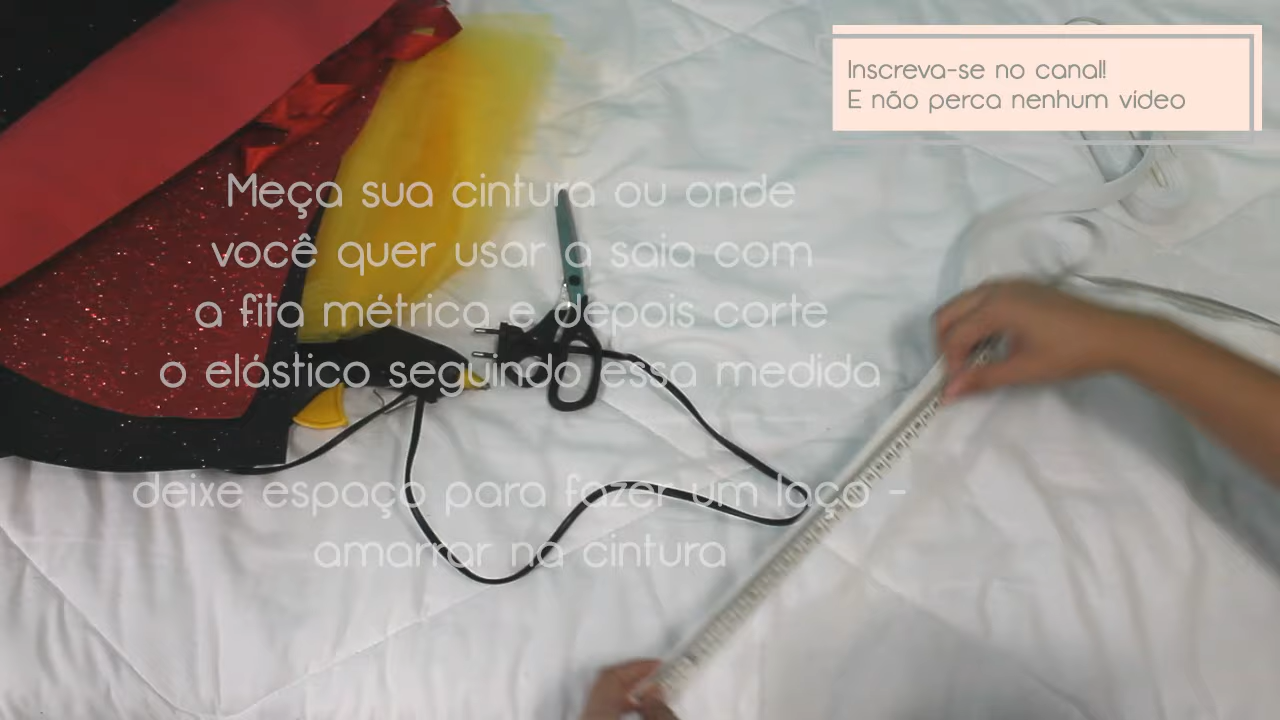 Inscreva-se no canal!
E não perca nenhum video
Meça sua cintura ou onde
você quer usar a saia com
a fita métrica e depois corte
o elástico seguindo essa medida
deixe espaço para fazer um laço -
amarrar na cintura